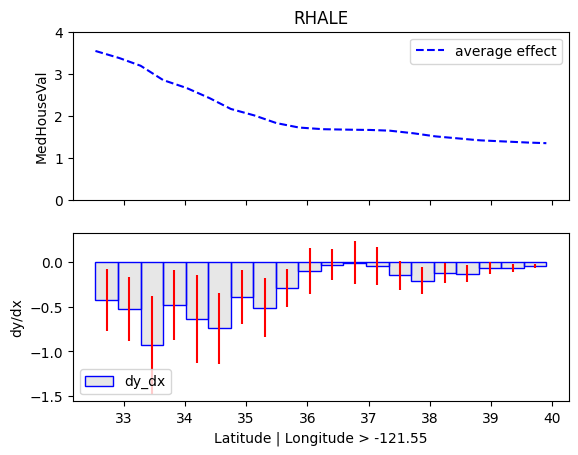 RHALE
4
3
2
1
0
MedHouseVal
average effect
0.0
−0.5
−1.0
−1.5
dy/dx
dy_dx
33 34 35 36 37 38 39 40
Latitude | Longitude > -121.55